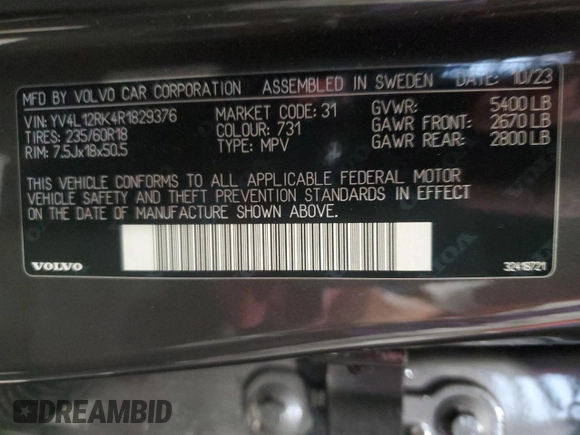 MFD BY VOLVO CAR CORPORATION ASSEMBLED IN SWEDEN DATE: 10/23
VIN: YV4L12RK4R1829376 MARKET CODE: 31 GVWR: 5400 LB
TIRES: 235/60R18 COLOUR: 731 GAWR FRONT: 2670 LB
RIM: 7.5Jx18x50.5 TYPE: MPV GAWR REAR: 2800 LB
THIS VEHICLE CONFORMS TO ALL APPLICABLE FEDERAL MOTOR
VEHICLE SAFETY AND THEFT PREVENTION STANDARDS IN EFFECT
ON THE DATE OF MANUFACTURE SHOWN ABOVE.
VOLVO 32416721
DREAMBID